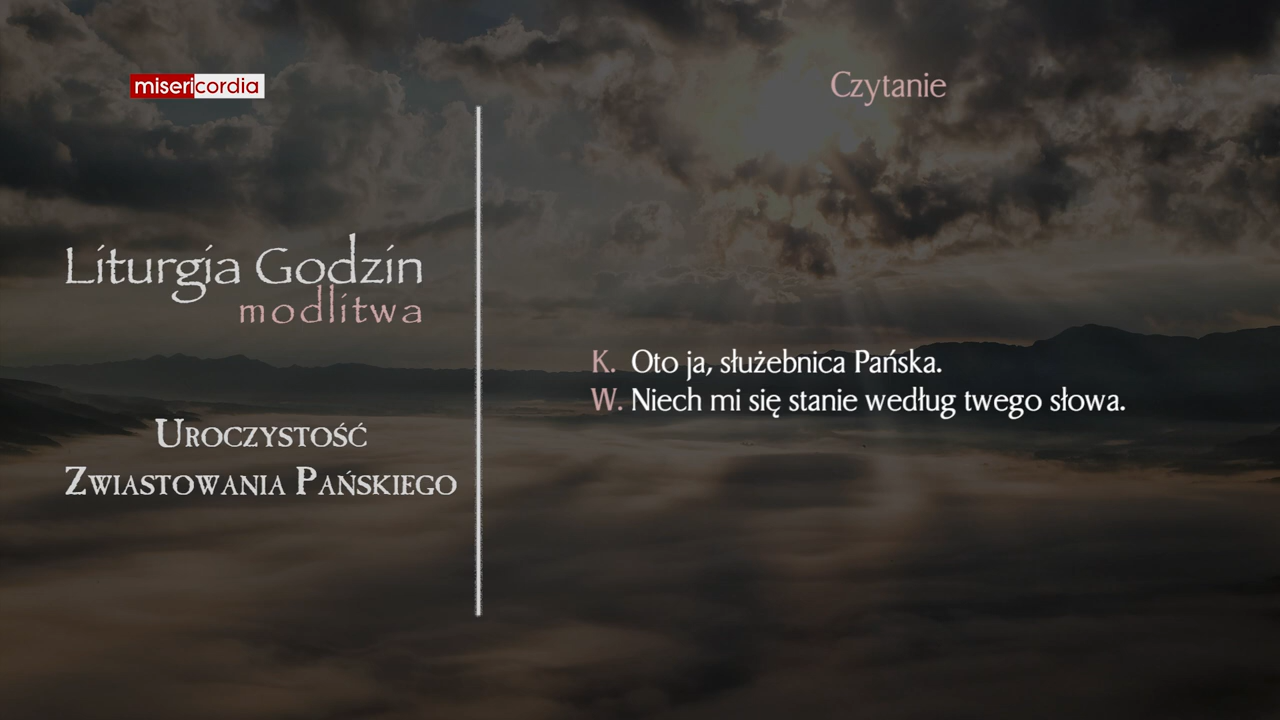 misericordia
Liturgia Godzin
modlitwa
Uroczystość
Zwiastowania Pańskiego
Czytanie
K. Oto ja, służebnica Pańska.
W. Niech mi się stanie według twego słowa.